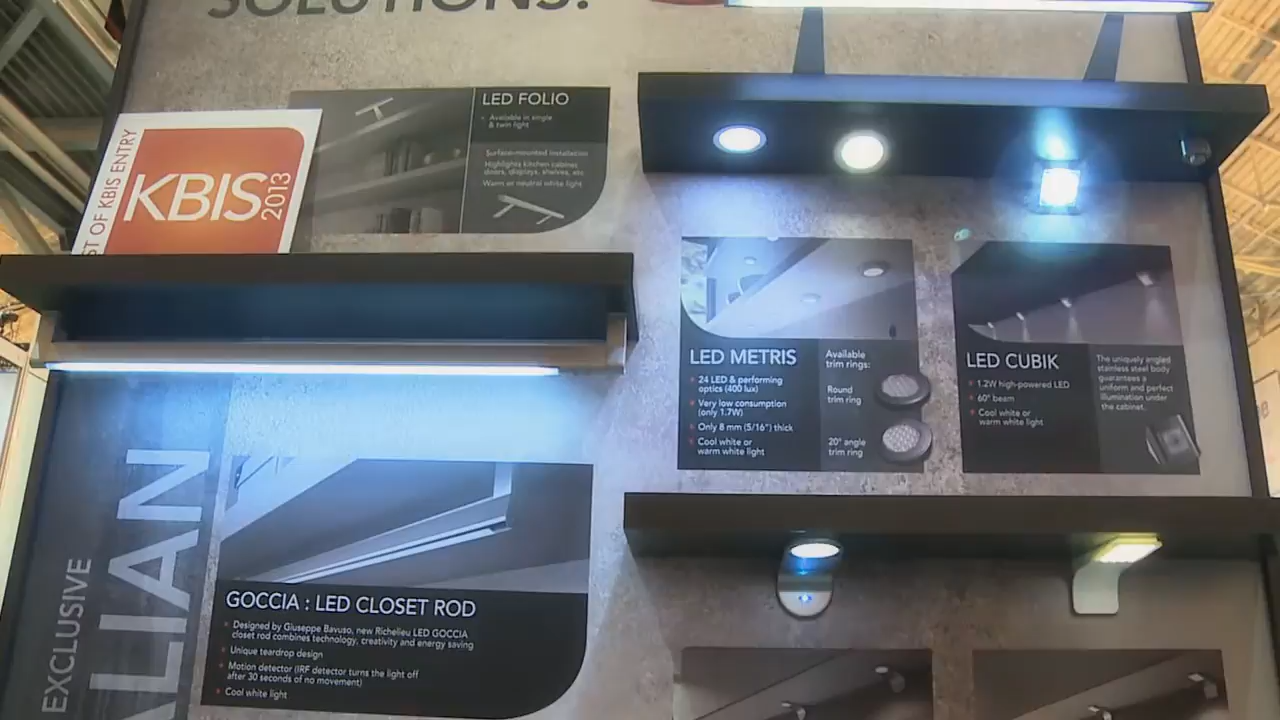 SOLUTIONS.
LED FOLIO
Available in single
& twin light
Surface-mounted installation
Highlights kitchen cabinet
doors, displays, shelves, etc.
Warm or neutral white light
ST OF KBIS ENTRY
KBIS 2013
LED METRIS
24 LED & performing
optics (400 lux)
Very low consumption
(only 1.7W)
Only 8 mm (5/16") thick
Cool white or
warm white light
Available
trim rings:
Round
trim ring
20° angle
trim ring
LED CUBIK
1.2W high-powered LED
60° beam
Cool white or
warm white light
The uniquely angled
stainless steel body
guarantees a
uniform and perfect
illumination under
the cabinet.
EXCLUSIVE
ALIAN
GOCCIA : LED CLOSET ROD
Designed by Giuseppe Bavuso, new Richelieu LED GOCCIA
closet rod combines technology, creativity and energy saving
Unique teardrop design
Motion detector (IRF detector turns the light off
after 30 seconds of no movement)
Cool white light